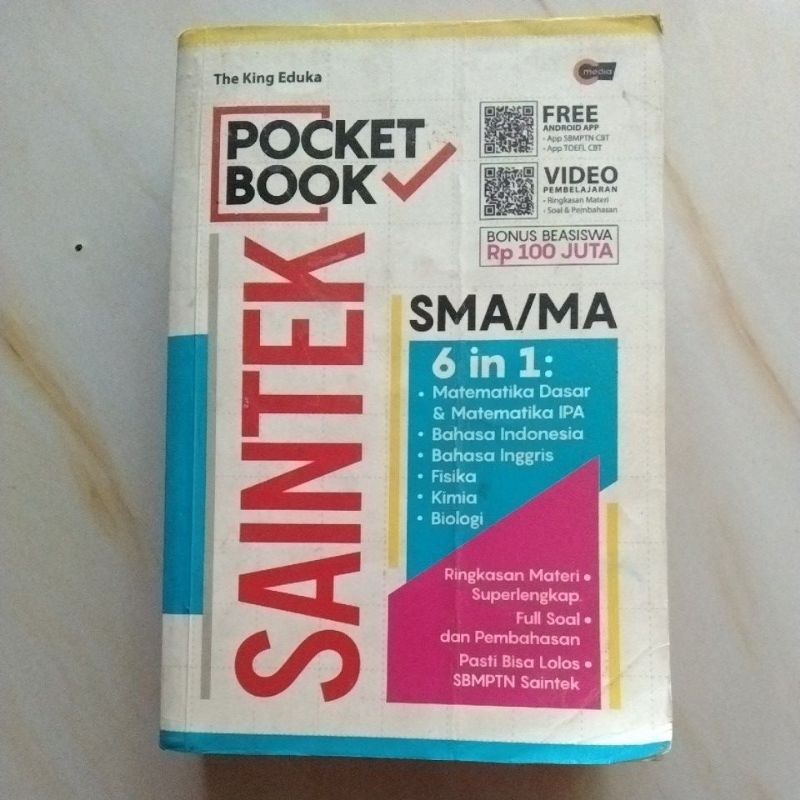 The King Eduka
media
POCKET
BOOK
FREE
ANDROID APP
- App SBMPTN CBT
- App TOEFL CBT
VIDEO
PEMBELAJARAN
- Ringkasan Materi
- Soal & Pembahasan
BONUS BEASISWA
Rp 100 JUTA
SAINTEK
SMA/MA
6 in 1:
• Matematika Dasar
& Matematika IPA
• Bahasa Indonesia
• Bahasa Inggris
• Fisika
• Kimia
• Biologi
Ringkasan Materi •
Superlengkap
Full Soal •
dan Pembahasan
Pasti Bisa Lolos •
SBMPTN Saintek